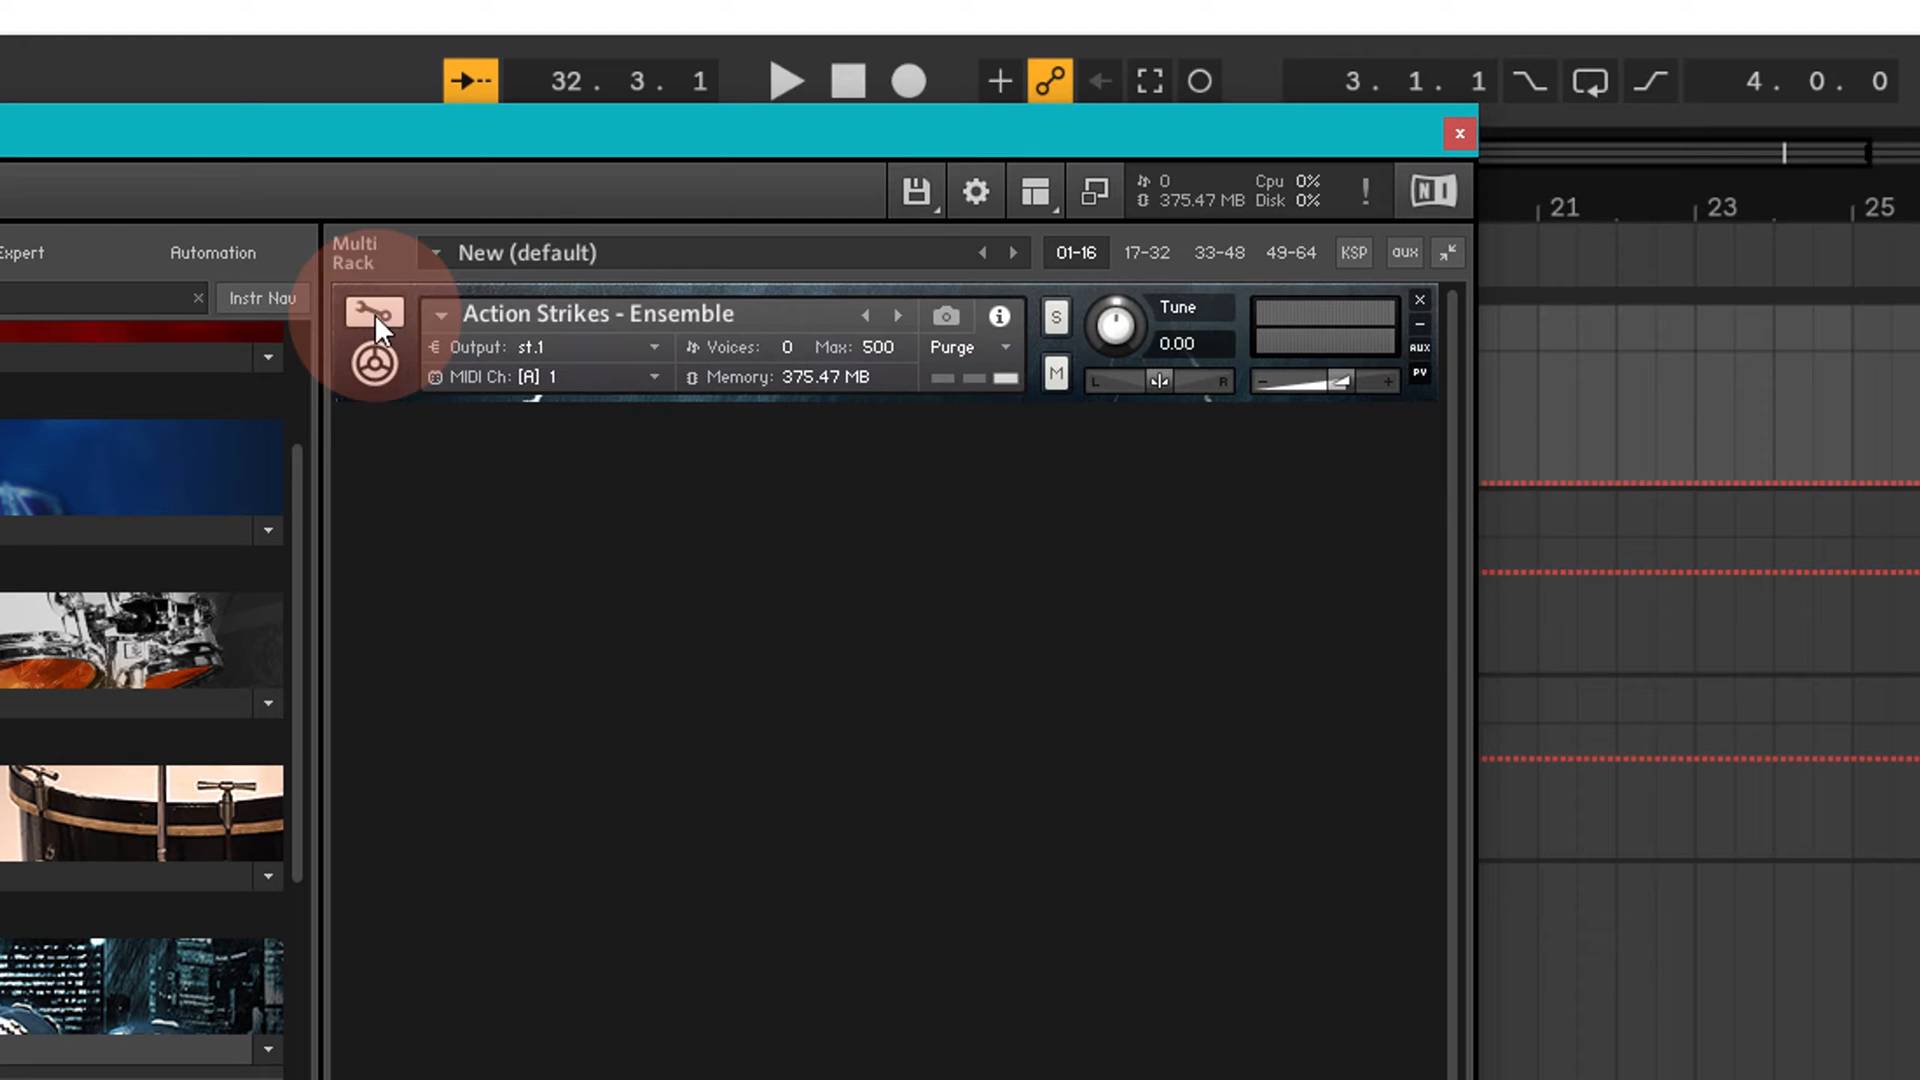 32. 3. 1
3. 1. 1
4. 0. 0
x
0
Cpu 0%
375.47 MB
Disk 0%
!
NI
21
23
25
Expert
Automation
Multi
Rack
New (default)
01-16
17-32
33-48
49-64
KSP
aux
×
Instr Nav
Action Strikes - Ensemble
i
S
Tune
0.00
×
–
AUX
PV
Output: st.1
Voices: 0 Max: 500
Purge
MIDI Ch: [A] 1
Memory: 375.47 MB
M
L
R
–
+